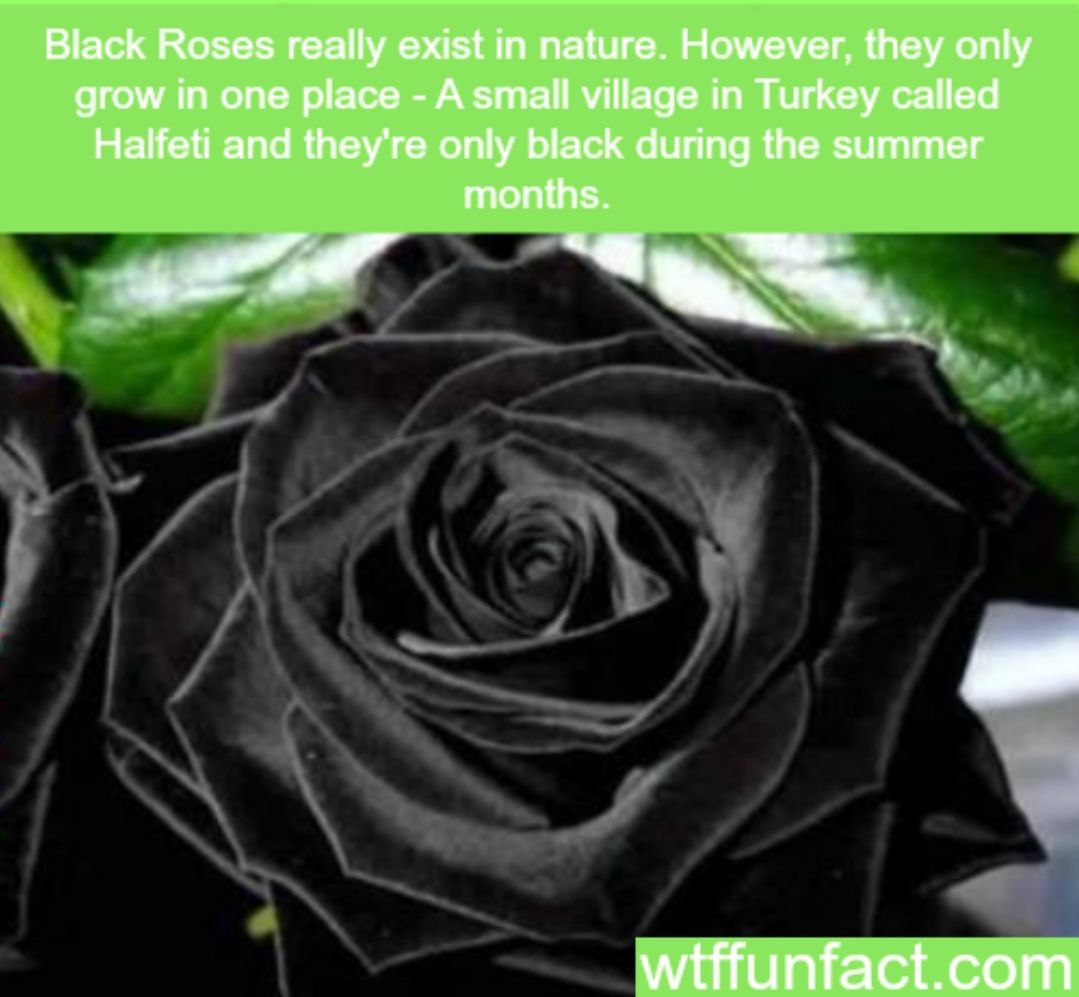 Black Roses really exist in nature. However, they only
grow in one place - A small village in Turkey called
Halfeti and they're only black during the summer
months.
wtffunfact.com